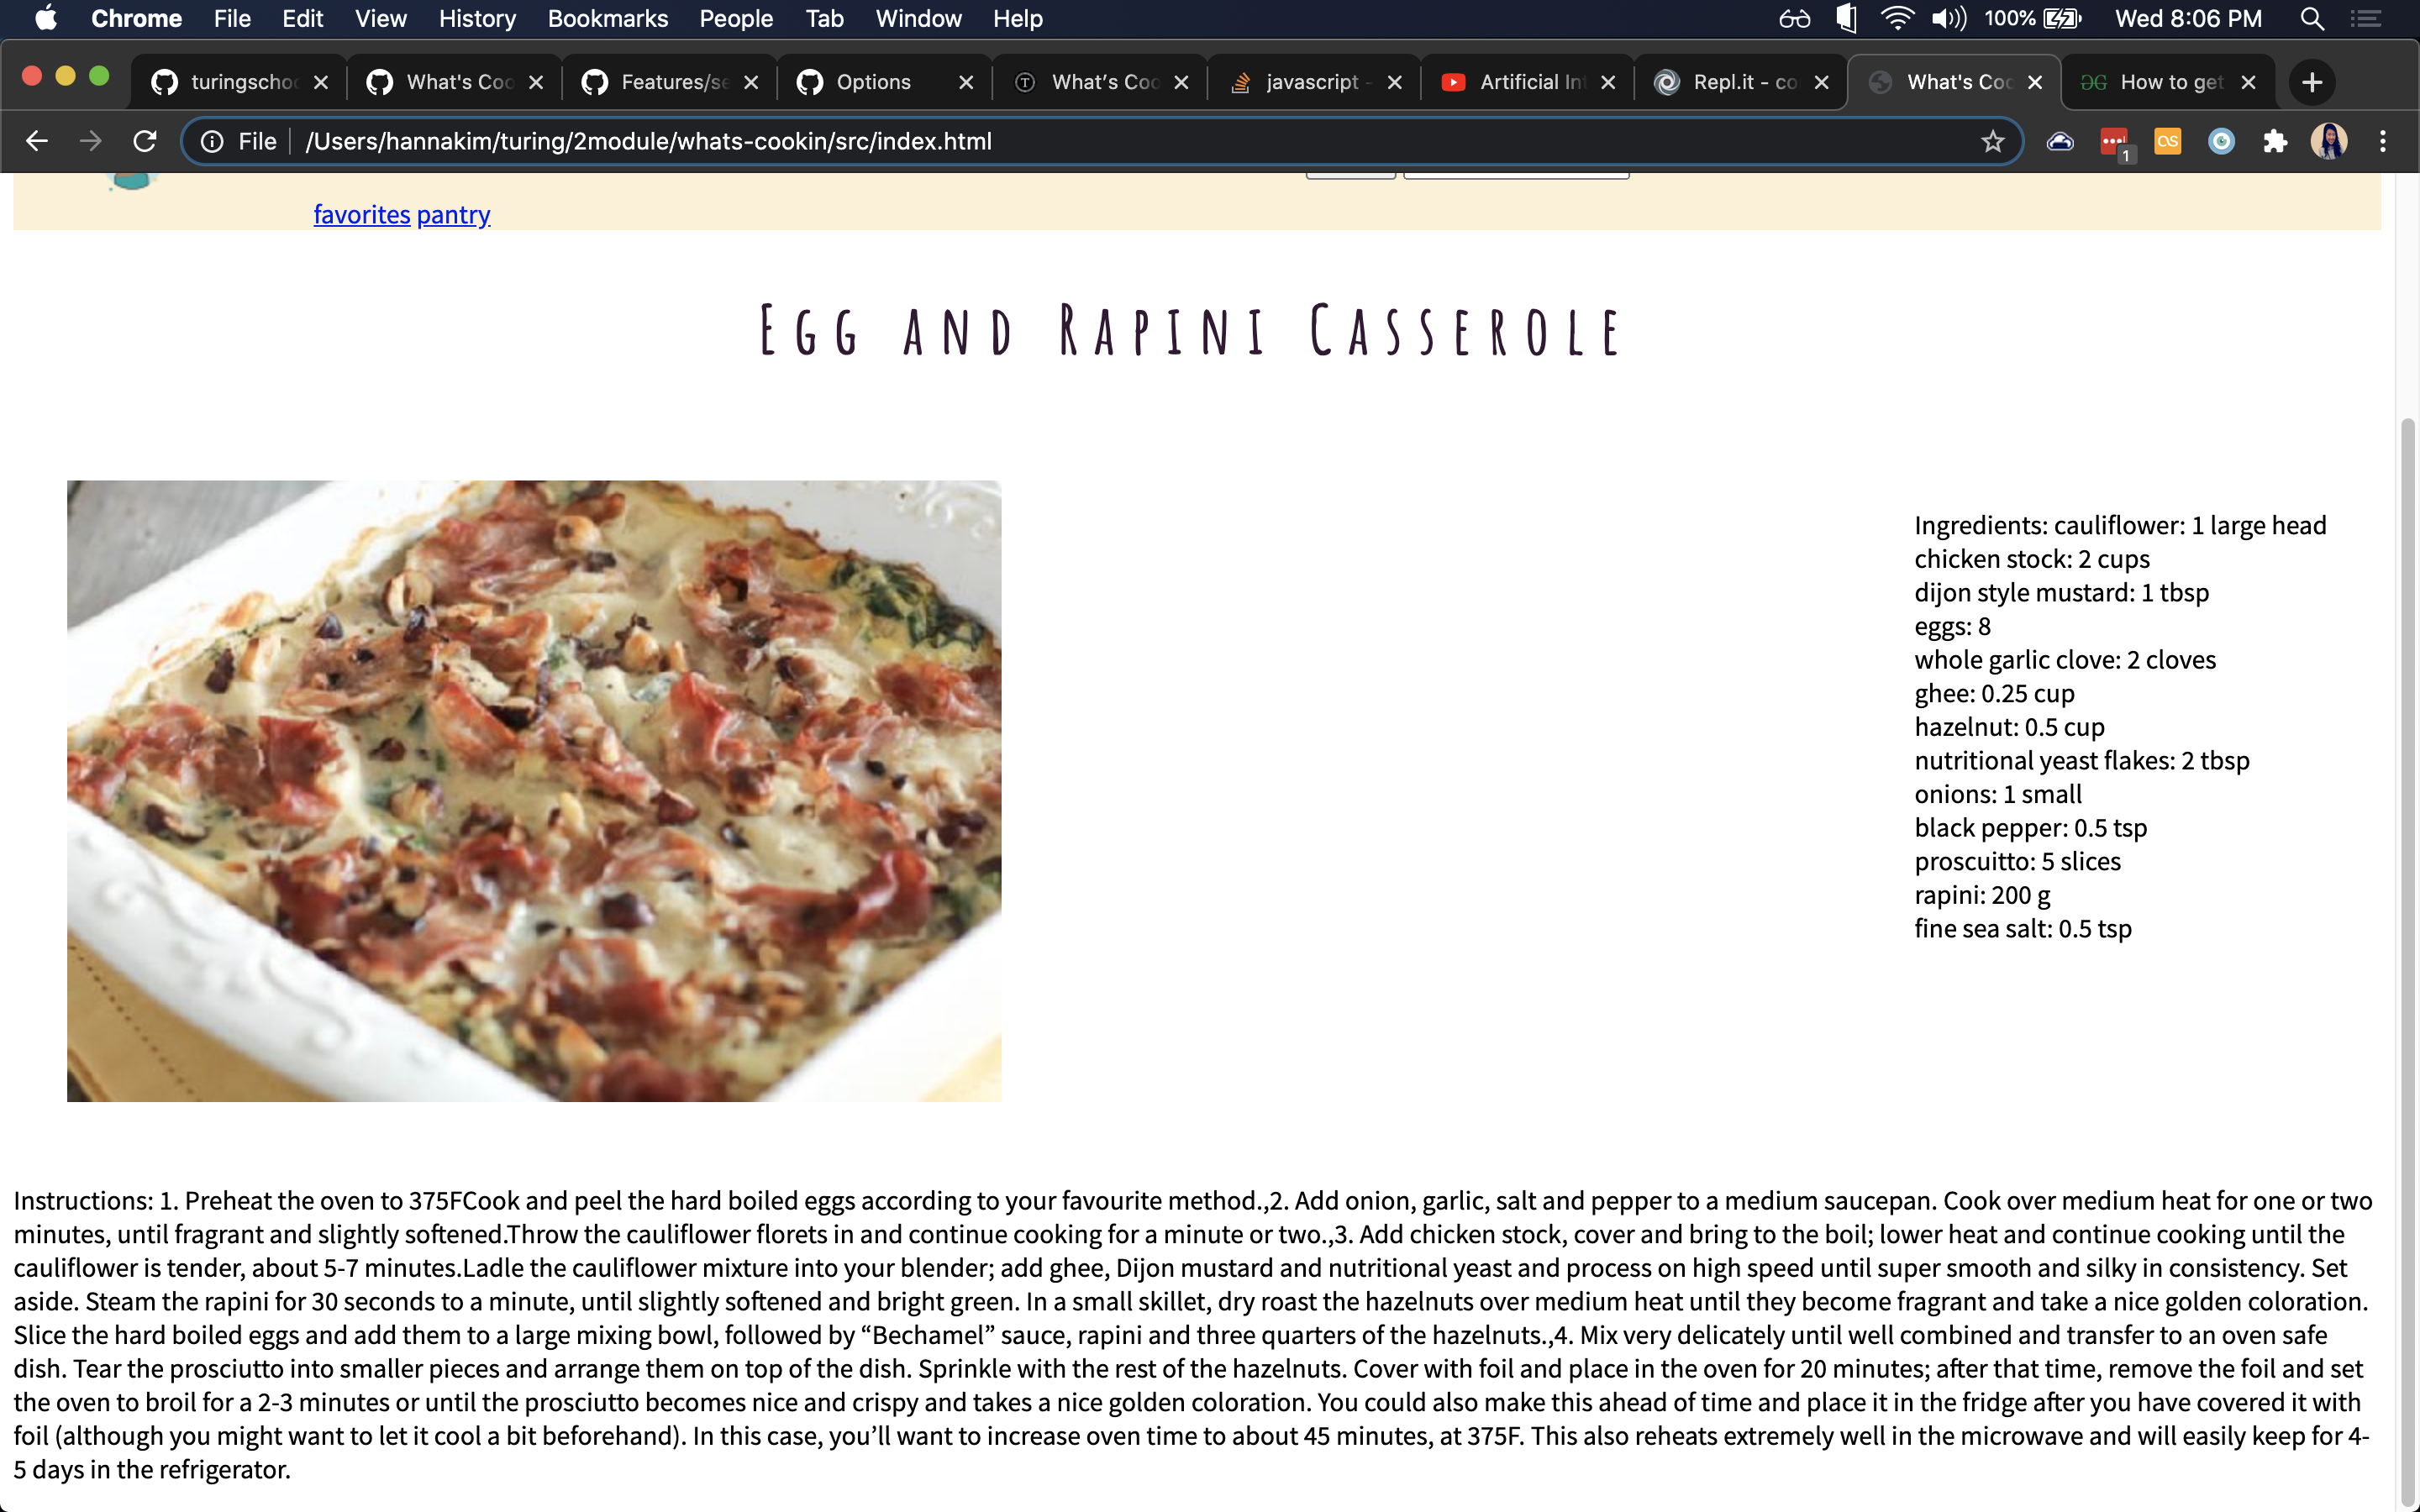 Chrome File Edit View History Bookmarks People Tab Window Help 100% Wed 8:06 PM
turingschoo What's Coo Features/se Options What's Coo javascript - Artificial Int Repl.it - co What's Coo How to get
File /Users/hannakim/turing/2module/whats-cookin/src/index.html 1
favorites pantry
Egg and Rapini Casserole
Ingredients: cauliflower: 1 large head
chicken stock: 2 cups
dijon style mustard: 1 tbsp
eggs: 8
whole garlic clove: 2 cloves
ghee: 0.25 cup
hazelnut: 0.5 cup
nutritional yeast flakes: 2 tbsp
onions: 1 small
black pepper: 0.5 tsp
proscuitto: 5 slices
rapini: 200 g
fine sea salt: 0.5 tsp
Instructions: 1. Preheat the oven to 375FCook and peel the hard boiled eggs according to your favourite method.,2. Add onion, garlic, salt and pepper to a medium saucepan. Cook over medium heat for one or two
minutes, until fragrant and slightly softened.Throw the cauliflower florets in and continue cooking for a minute or two.,3. Add chicken stock, cover and bring to the boil; lower heat and continue cooking until the
cauliflower is tender, about 5-7 minutes.Ladle the cauliflower mixture into your blender; add ghee, Dijon mustard and nutritional yeast and process on high speed until super smooth and silky in consistency. Set
aside. Steam the rapini for 30 seconds to a minute, until slightly softened and bright green. In a small skillet, dry roast the hazelnuts over medium heat until they become fragrant and take a nice golden coloration.
Slice the hard boiled eggs and add them to a large mixing bowl, followed by “Bechamel” sauce, rapini and three quarters of the hazelnuts.,4. Mix very delicately until well combined and transfer to an oven safe
dish. Tear the prosciutto into smaller pieces and arrange them on top of the dish. Sprinkle with the rest of the hazelnuts. Cover with foil and place in the oven for 20 minutes; after that time, remove the foil and set
the oven to broil for a 2-3 minutes or until the prosciutto becomes nice and crispy and takes a nice golden coloration. You could also make this ahead of time and place it in the fridge after you have covered it with
foil (although you might want to let it cool a bit beforehand). In this case, you’ll want to increase oven time to about 45 minutes, at 375F. This also reheats extremely well in the microwave and will easily keep for 4-
5 days in the refrigerator.